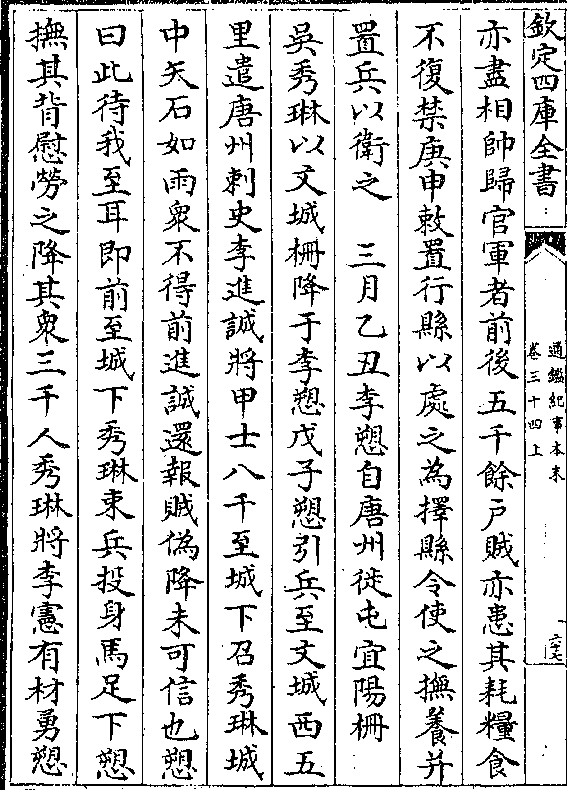 欽定四庫全書
通鑑紀事本末
卷三十四上
六十七
亦盡相帥歸官軍者前後五千餘戶賊亦患其耗糧食
不復禁庚申敕置行縣以處之為擇縣令使之撫養并
置兵以衛之　三月乙丑李愬自唐州徙屯宜陽柵
吳秀琳以文城柵降于李愬戊子愬引兵至文城西五
里遣唐州刺史李進誠將甲士八千至城下召秀琳城
中矢石如雨衆不得前進誠還報賊偽降未可信也愬
曰此待我至耳即前至城下秀琳束兵投身馬足下愬
撫其背慰勞之降其衆三千人秀琳將李憲有材勇愬